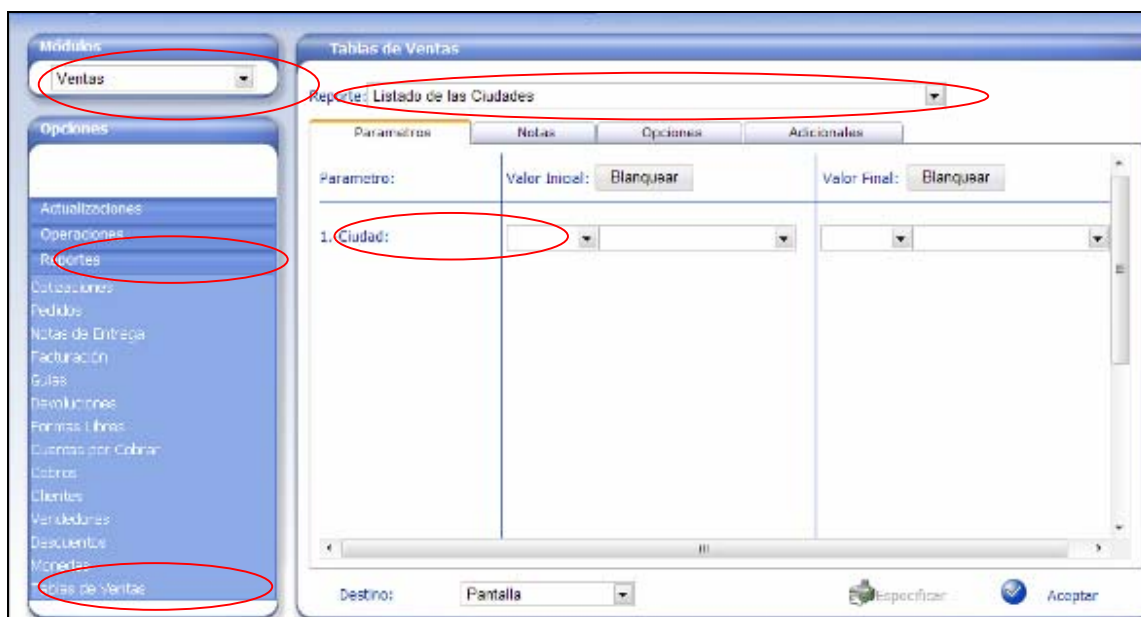 Módulos
Ventas
Opciones
Actualizaciones
Operaciones
Reportes
Cotizaciones
Pedidos
Notas de Entrega
Facturación
Guias
Devoluciones
Formas Libres
Cuentas por Cobrar
Cobros
Clientes
Vendedores
Descuentos
Monedas
Tablas de Ventas
Tablas de Ventas
Reporte: Listado de las Ciudades
Parametros Notas Opciones Adicionales
Parametro: Valor Inicial: Blanquear Valor Final: Blanquear
1. Ciudad:
Destino: Pantalla Especificar Aceptar